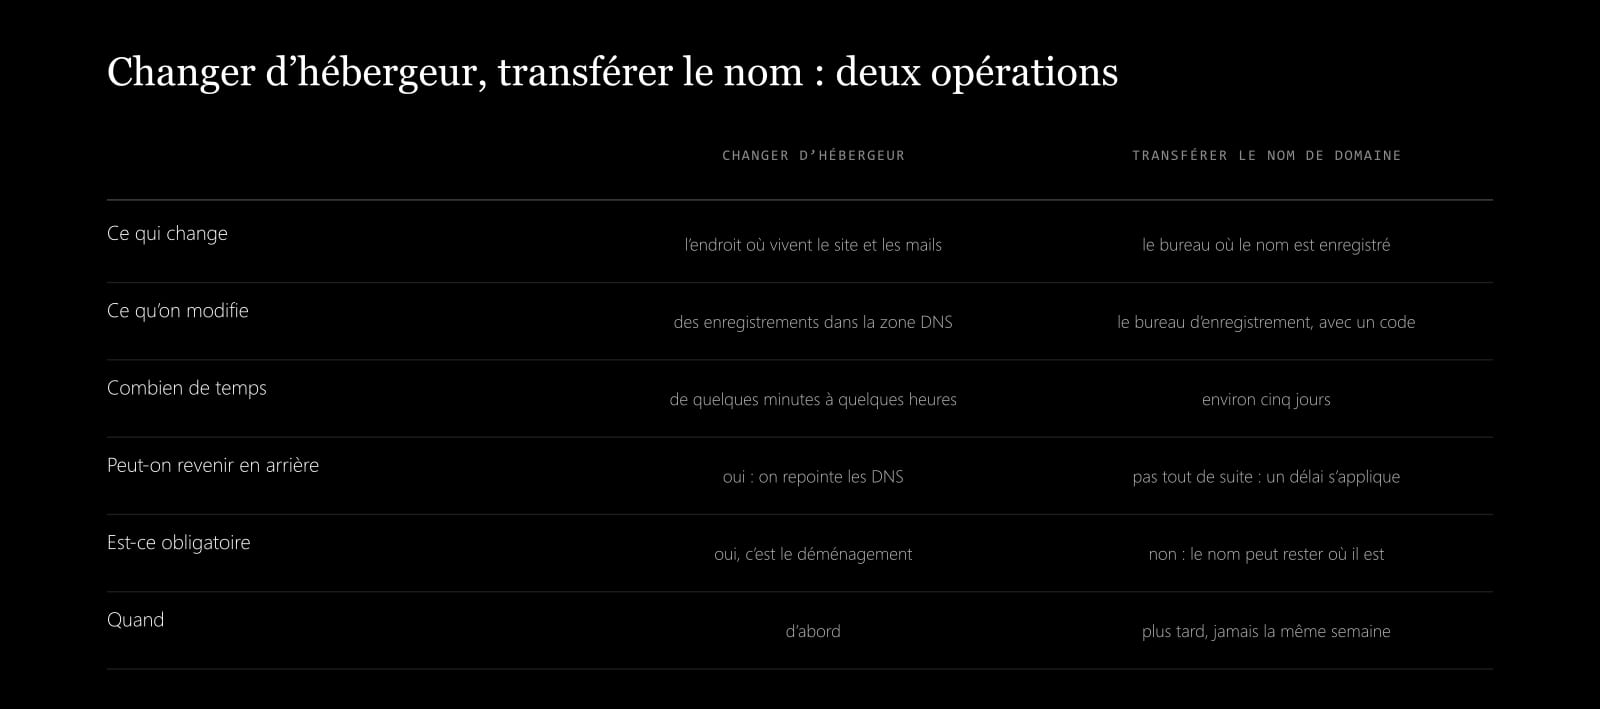 Changer d’hébergeur, transférer le nom : deux opérations
CHANGER D’HÉBERGEUR
TRANSFÉRER LE NOM DE DOMAINE
Ce qui change
l’endroit où vivent le site et les mails
le bureau où le nom est enregistré
Ce qu’on modifie
des enregistrements dans la zone DNS
le bureau d’enregistrement, avec un code
Combien de temps
de quelques minutes à quelques heures
environ cinq jours
Peut-on revenir en arrière
oui : on repointe les DNS
pas tout de suite : un délai s’applique
Est-ce obligatoire
oui, c’est le déménagement
non : le nom peut rester où il est
Quand
d’abord
plus tard, jamais la même semaine